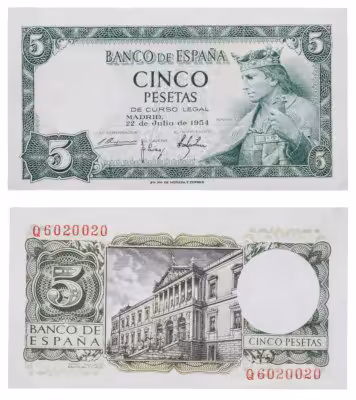 5
BANCO DE ESPAÑA
5
CINCO
PESETAS
DE CURSO LEGAL
MADRID,
22 de Julio de 1954
5
5
Q6020020
5
BANCO DE
ESPAÑA
CINCO PESETAS
Q6020020